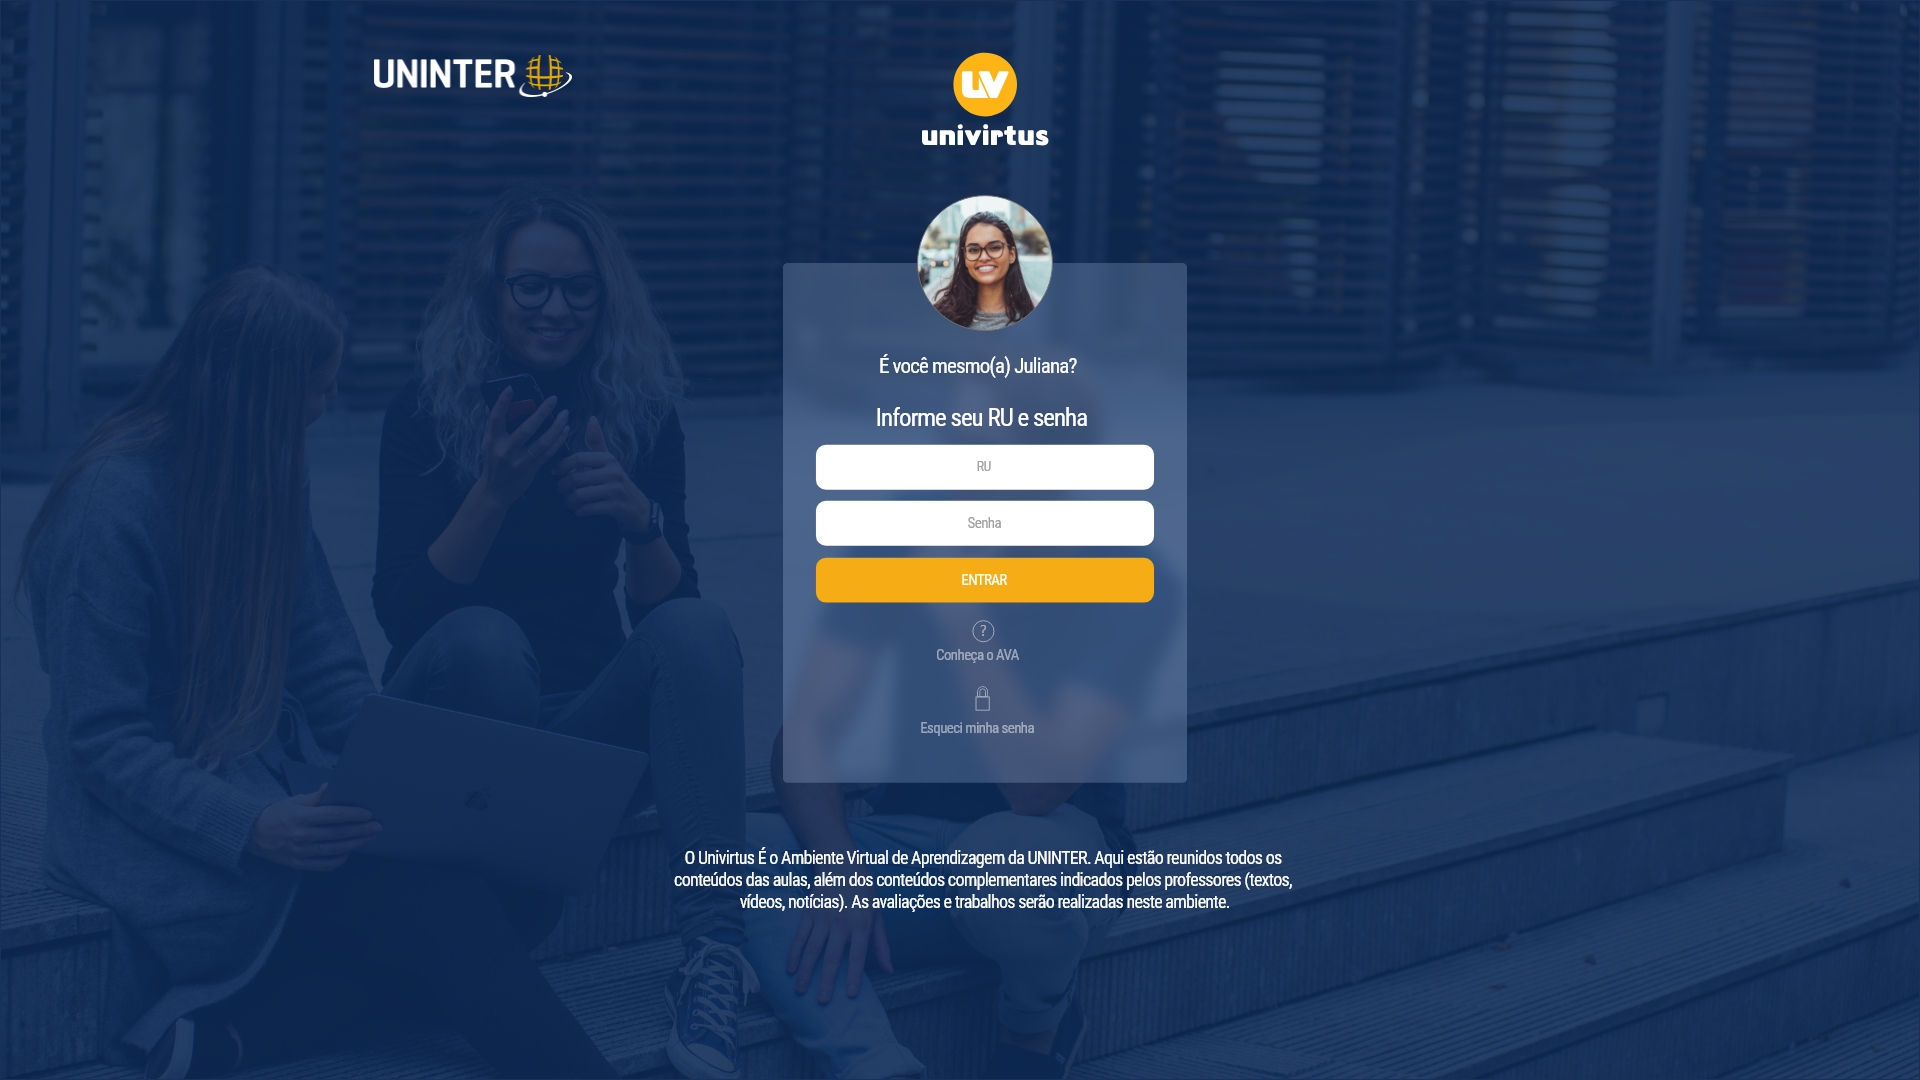 UNINTER
UV
univirtus
É você mesmo(a) Juliana?
Informe seu RU e senha
RU
Senha
ENTRAR
?
Conheça o AVA
Esqueci minha senha
O Univirtus É o Ambiente Virtual de Aprendizagem da UNINTER. Aqui estão reunidos todos os
conteúdos das aulas, além dos conteúdos complementares indicados pelos professores (textos,
vídeos, notícias). As avaliações e trabalhos serão realizadas neste ambiente.